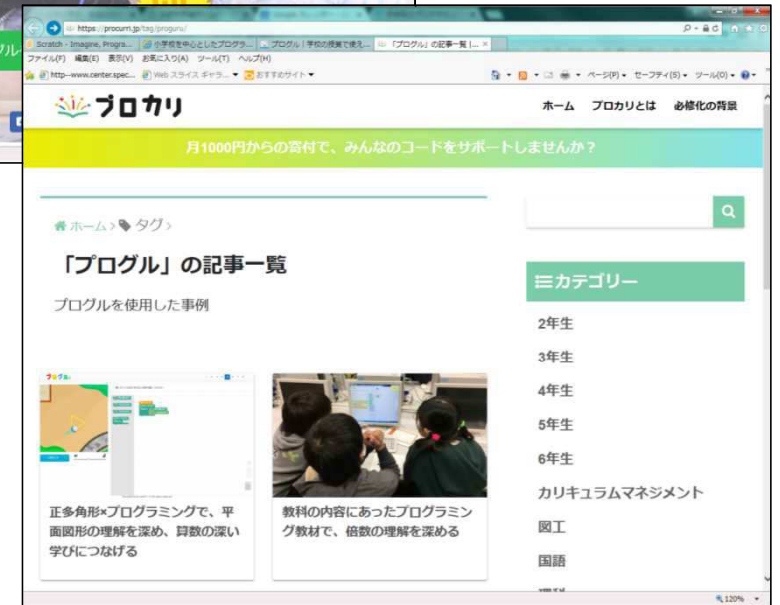 https://procurri.jp/tag/proguru/
Scratch - Imagine, Progra...
小学校を中心としたプログラ...
プログル｜学校の授業で使え...
「プログル」の記事一覧 |...
ファイル(F) 編集(E) 表示(V) お気に入り(A) ツール(T) ヘルプ(H)
http--www.center.spec...
Web スライス ギャラ...
おすすめサイト
ページ(P) セーフティ(S) ツール(O)
プロカリ
ホーム プロカリとは 必修化の背景
月1000円からの寄付で、みんなのコードをサポートしませんか？
ホーム > タグ >
「プログル」の記事一覧
プログルを使用した事例
カテゴリー
2年生
3年生
4年生
5年生
6年生
カリキュラムマネジメント
図工
国語
プログル
正多角形×プログラミングで、平
面図形の理解を深め、算数の深い
学びにつなげる
教科の内容にあったプログラミン
グ教材で、倍数の理解を深める
120%